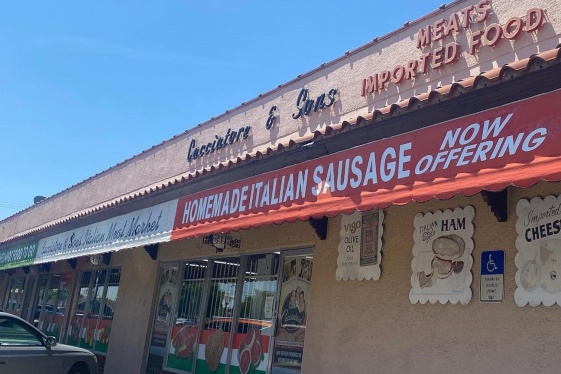 MEATS
IMPORTED FOOD
Cacciatore & Sons
HOMEMADE ITALIAN SAUSAGE
NOW
OFFERING
Cacciatore & Sons Italian Meat Market
VIGO
OLIVE
OIL
HAM
Imported
CHEESE